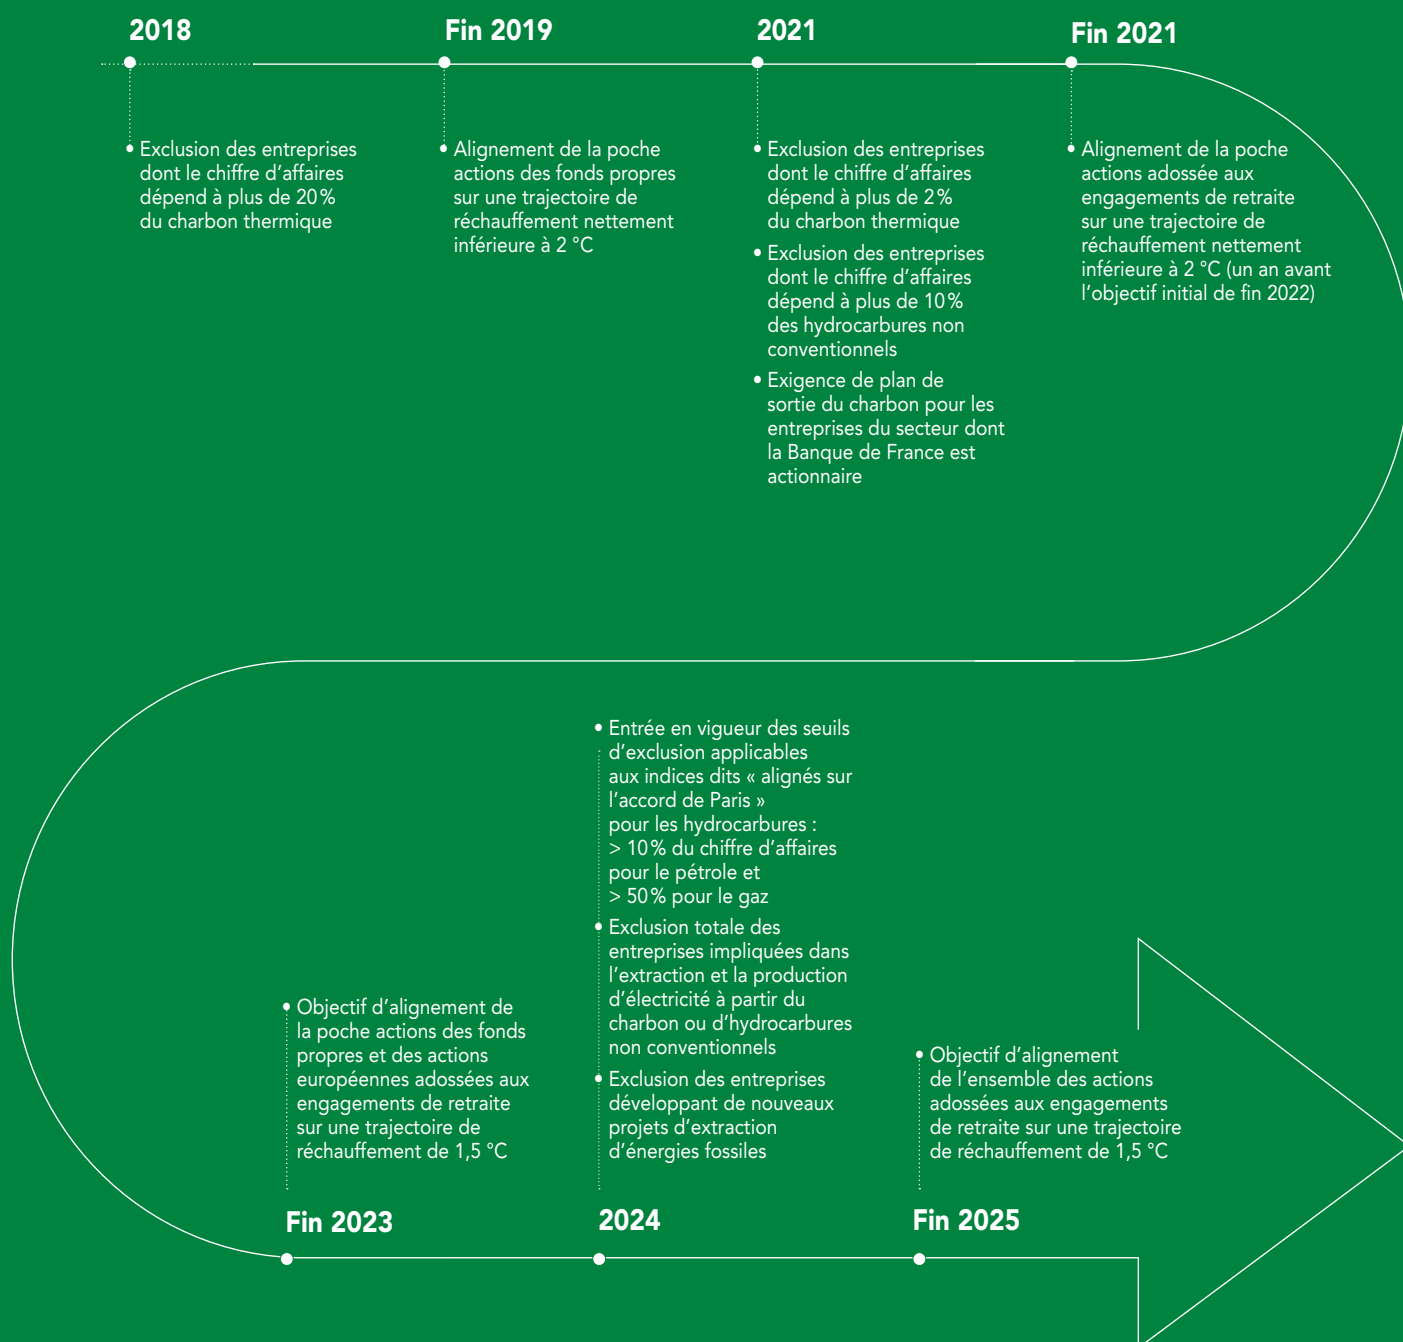 2018
• Exclusion des entreprises
dont le chiffre d’affaires
dépend à plus de 20 %
du charbon thermique
Fin 2019
• Alignement de la poche
actions des fonds propres
sur une trajectoire de
réchauffement nettement
inférieure à 2 °C
2021
• Exclusion des entreprises
dont le chiffre d’affaires
dépend à plus de 2 %
du charbon thermique
• Exclusion des entreprises
dont le chiffre d’affaires
dépend à plus de 10 %
des hydrocarbures non
conventionnels
• Exigence de plan de
sortie du charbon pour les
entreprises du secteur dont
la Banque de France est
actionnaire
Fin 2021
• Alignement de la poche
actions adossée aux
engagements de retraite
sur une trajectoire de
réchauffement nettement
inférieure à 2 °C (un an avant
l’objectif initial de fin 2022)
• Objectif d’alignement de
la poche actions des fonds
propres et des actions
européennes adossées aux
engagements de retraite
sur une trajectoire de
réchauffement de 1,5 °C
Fin 2023
• Entrée en vigueur des seuils
d’exclusion applicables
aux indices dits « alignés sur
l’accord de Paris »
pour les hydrocarbures :
> 10 % du chiffre d’affaires
pour le pétrole et
> 50 % pour le gaz
• Exclusion totale des
entreprises impliquées dans
l’extraction et la production
d’électricité à partir du
charbon ou d’hydrocarbures
non conventionnels
• Exclusion des entreprises
développant de nouveaux
projets d’extraction
d’énergies fossiles
2024
• Objectif d’alignement
de l’ensemble des actions
adossées aux engagements
de retraite sur une trajectoire
de réchauffement de 1,5 °C
Fin 2025